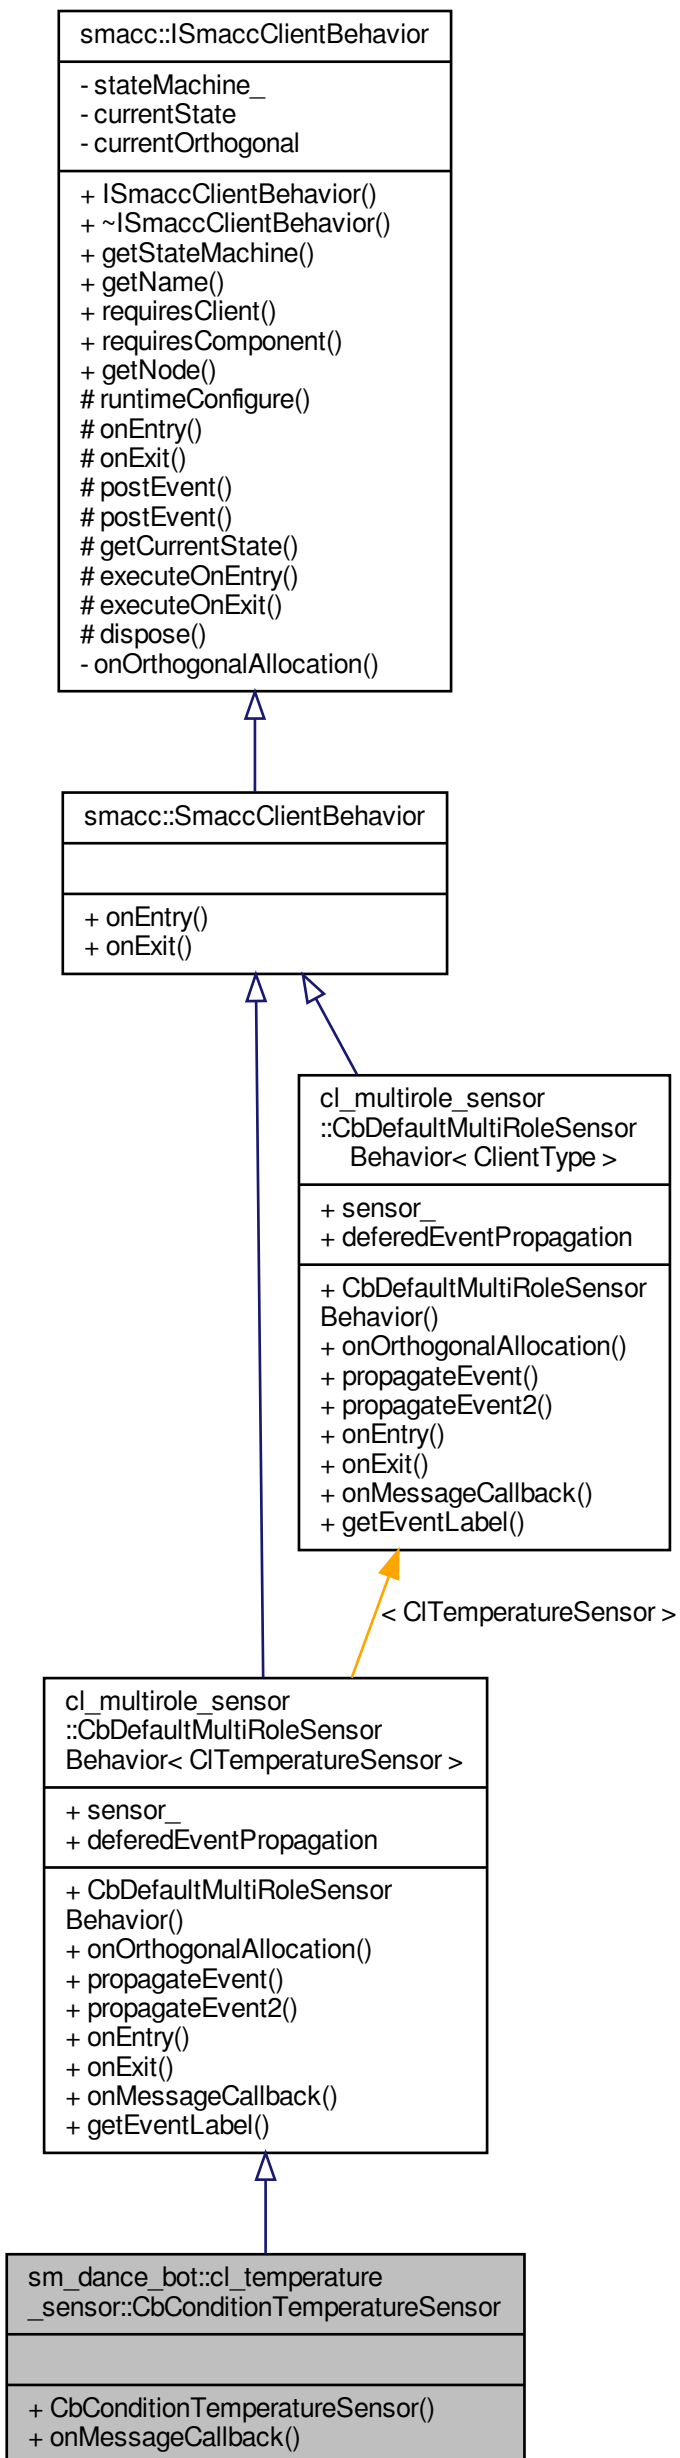 smacc::ISmaccClientBehavior
- stateMachine_
- currentState
- currentOrthogonal
+ ISmaccClientBehavior()
+ ~ISmaccClientBehavior()
+ getStateMachine()
+ getName()
+ requiresClient()
+ requiresComponent()
+ getNode()
# runtimeConfigure()
# onEntry()
# onExit()
# postEvent()
# postEvent()
# getCurrentState()
# executeOnEntry()
# executeOnExit()
# dispose()
- onOrthogonalAllocation()
smacc::SmaccClientBehavior
+ onEntry()
+ onExit()
cl_multirole_sensor
::CbDefaultMultiRoleSensor
Behavior< ClientType >
+ sensor_
+ deferedEventPropagation
+ CbDefaultMultiRoleSensor
Behavior()
+ onOrthogonalAllocation()
+ propagateEvent()
+ propagateEvent2()
+ onEntry()
+ onExit()
+ onMessageCallback()
+ getEventLabel()
< ClTemperatureSensor >
cl_multirole_sensor
::CbDefaultMultiRoleSensor
Behavior< ClTemperatureSensor >
+ sensor_
+ deferedEventPropagation
+ CbDefaultMultiRoleSensor
Behavior()
+ onOrthogonalAllocation()
+ propagateEvent()
+ propagateEvent2()
+ onEntry()
+ onExit()
+ onMessageCallback()
+ getEventLabel()
sm_dance_bot::cl_temperature
_sensor::CbConditionTemperatureSensor
+ CbConditionTemperatureSensor()
+ onMessageCallback()